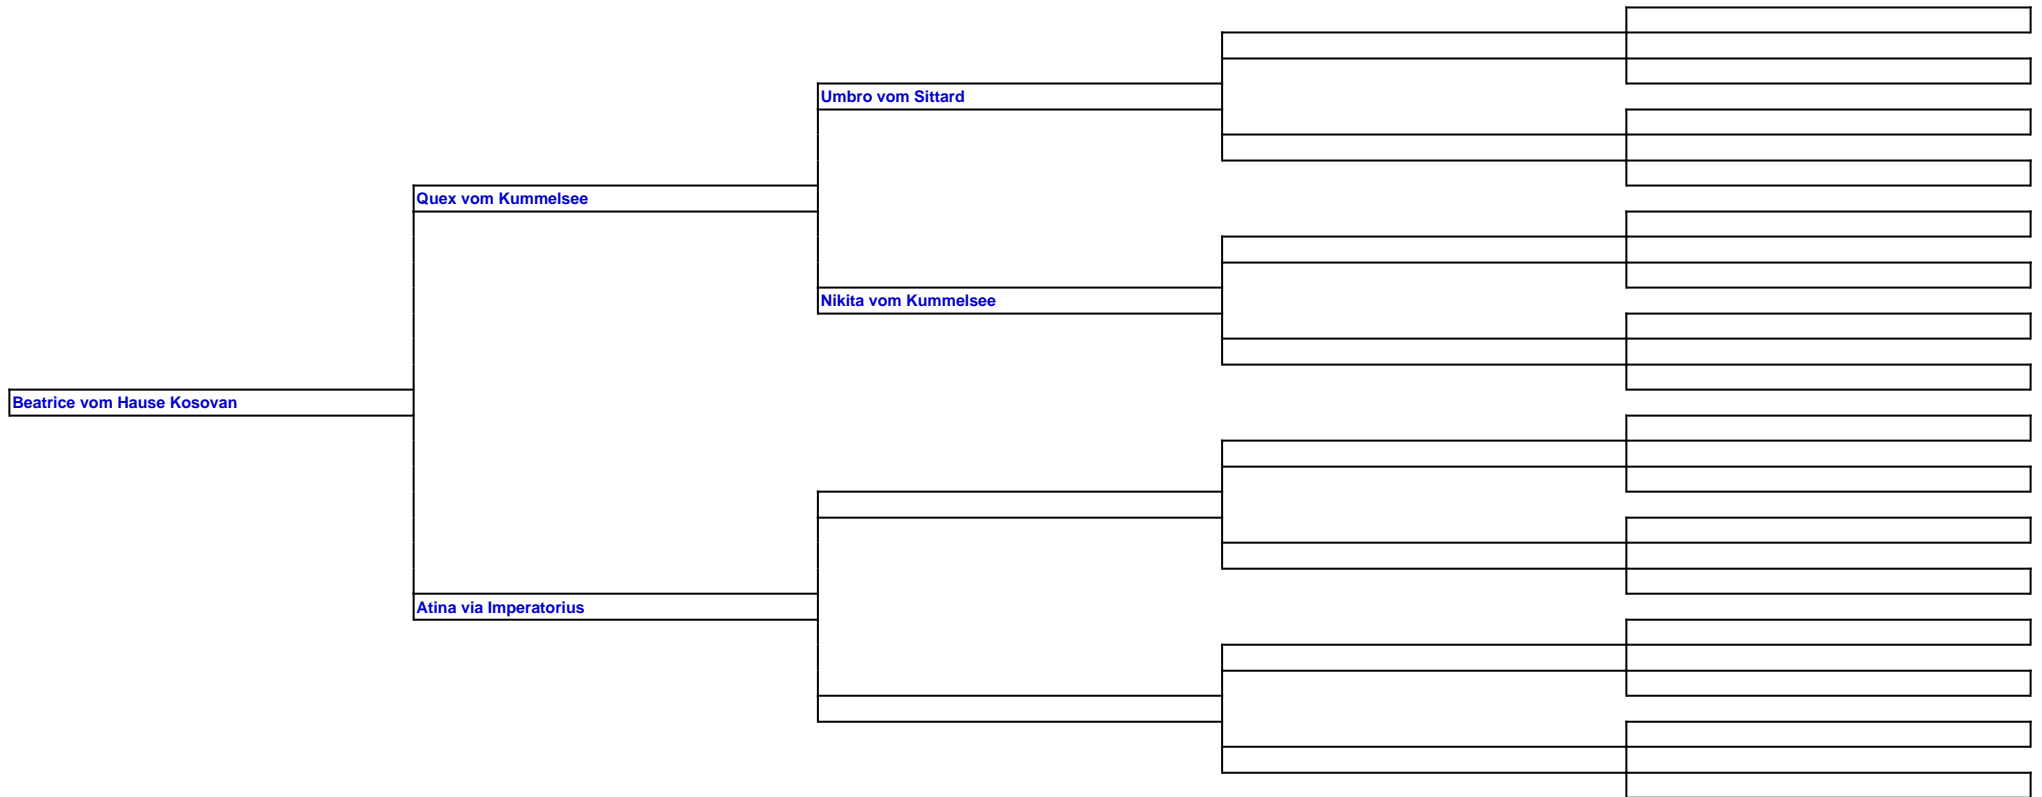 Umbro vom Sittard
Quex vom Kummelsee
Nikita vom Kummelsee
Beatrice vom Hause Kosovan
Atina via Imperatorius